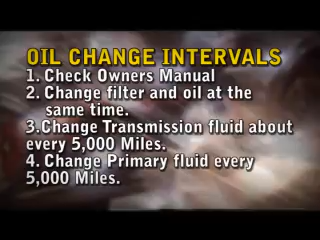 OIL CHANGE INTERVALS
1. Check Owners Manual
2. Change filter and oil at the
same time.
3.Change Transmission fluid about
every 5,000 Miles.
4. Change Primary fluid every
5,000 Miles.